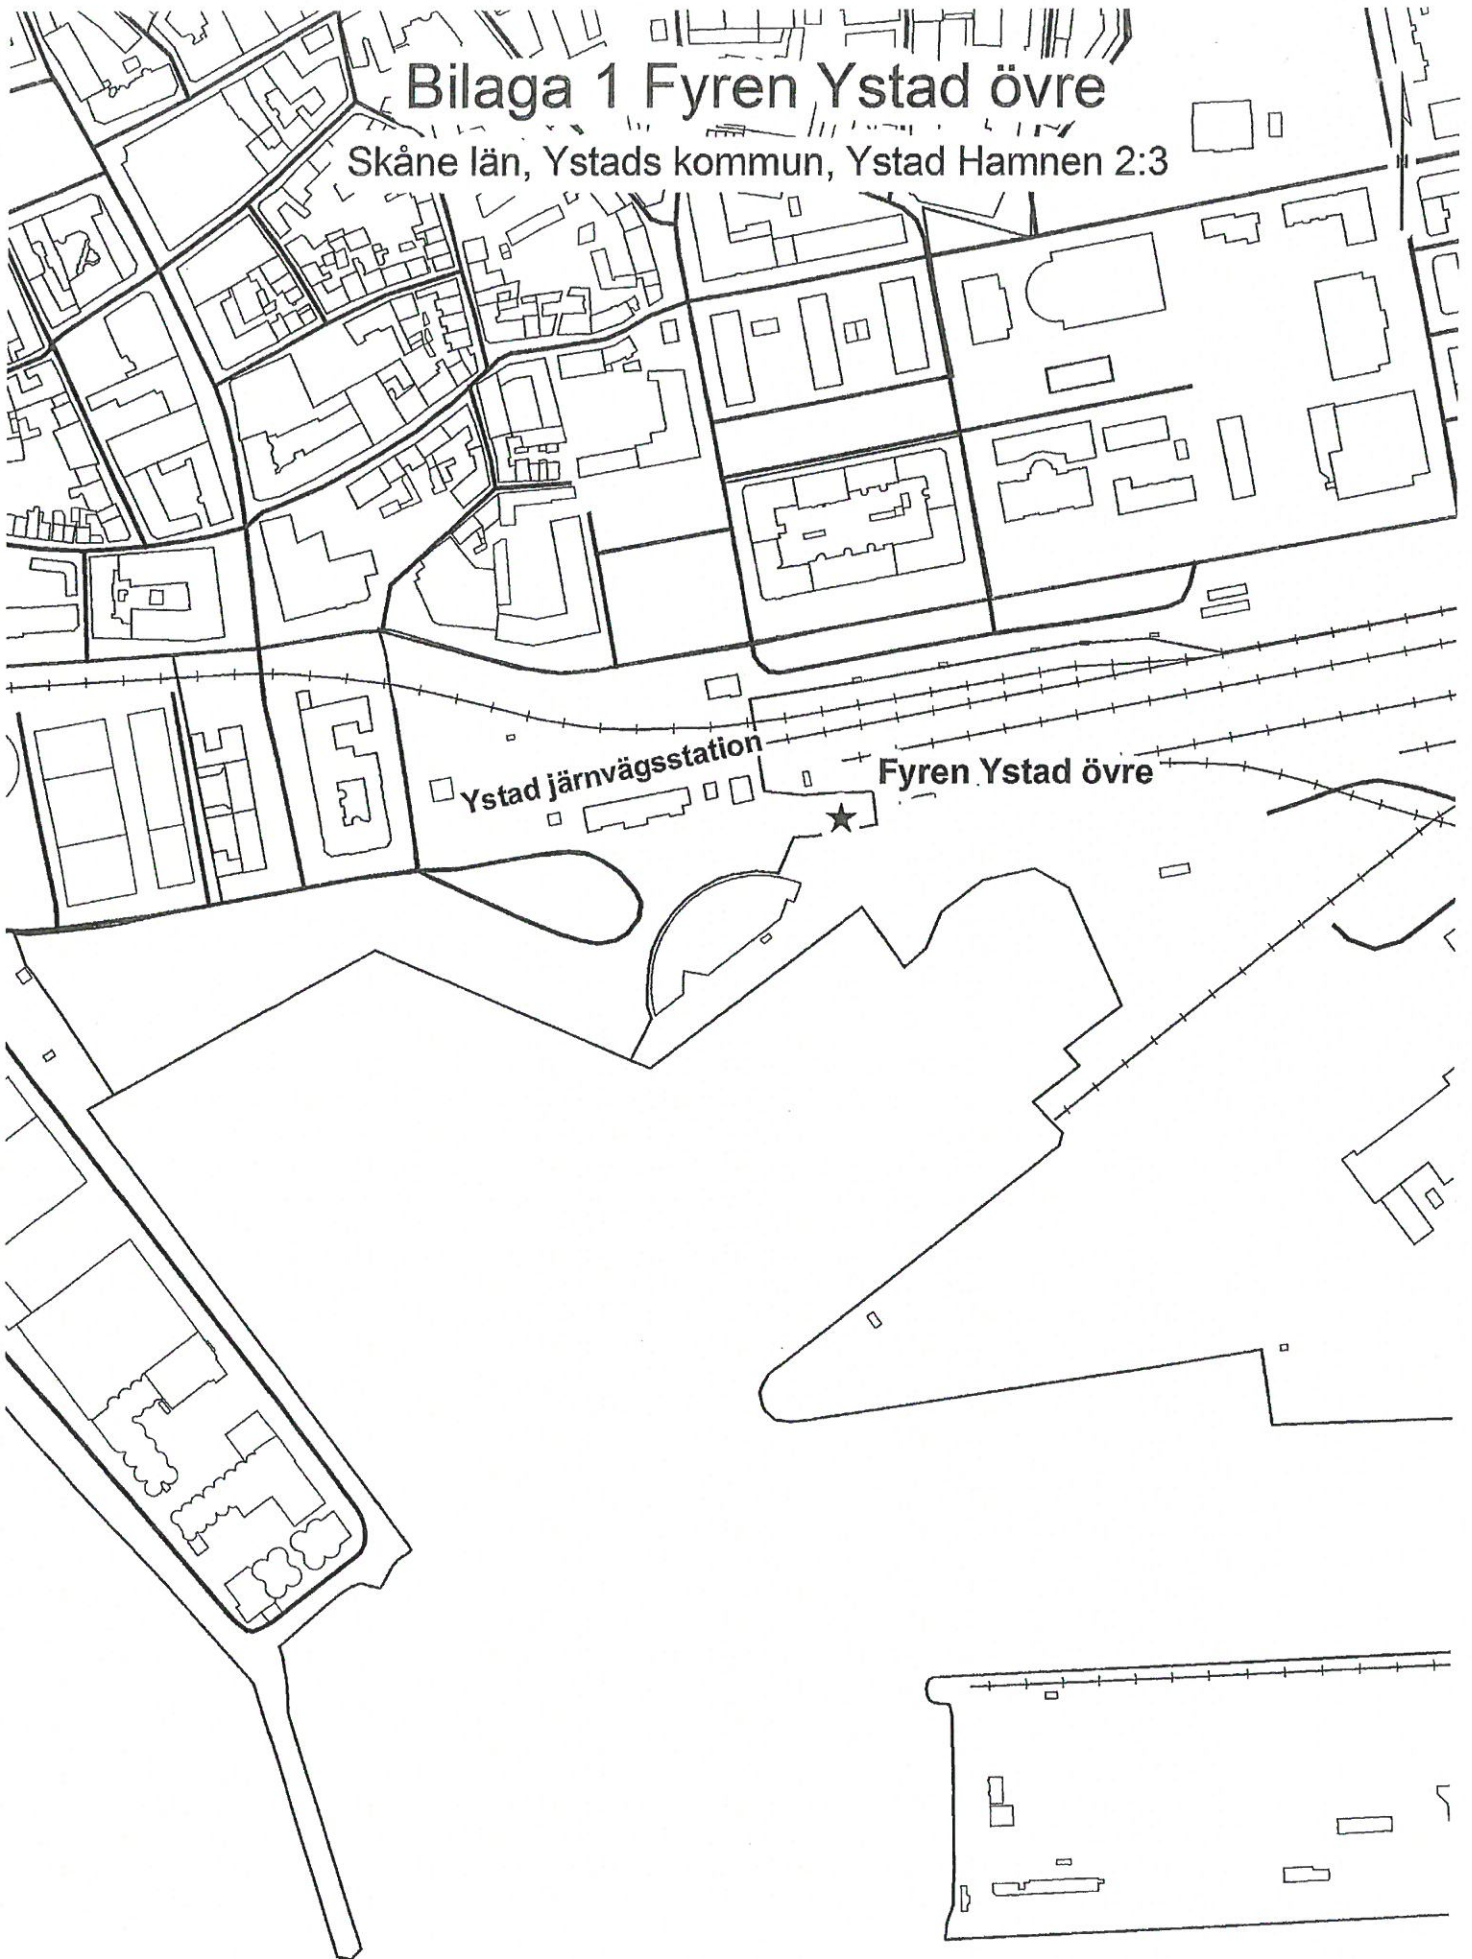 Bilaga 1 Fyren Ystad övre
Skåne län, Ystads kommun, Ystad Hamnen 2:3
Ystad järnvägsstation
Fyren Ystad övre